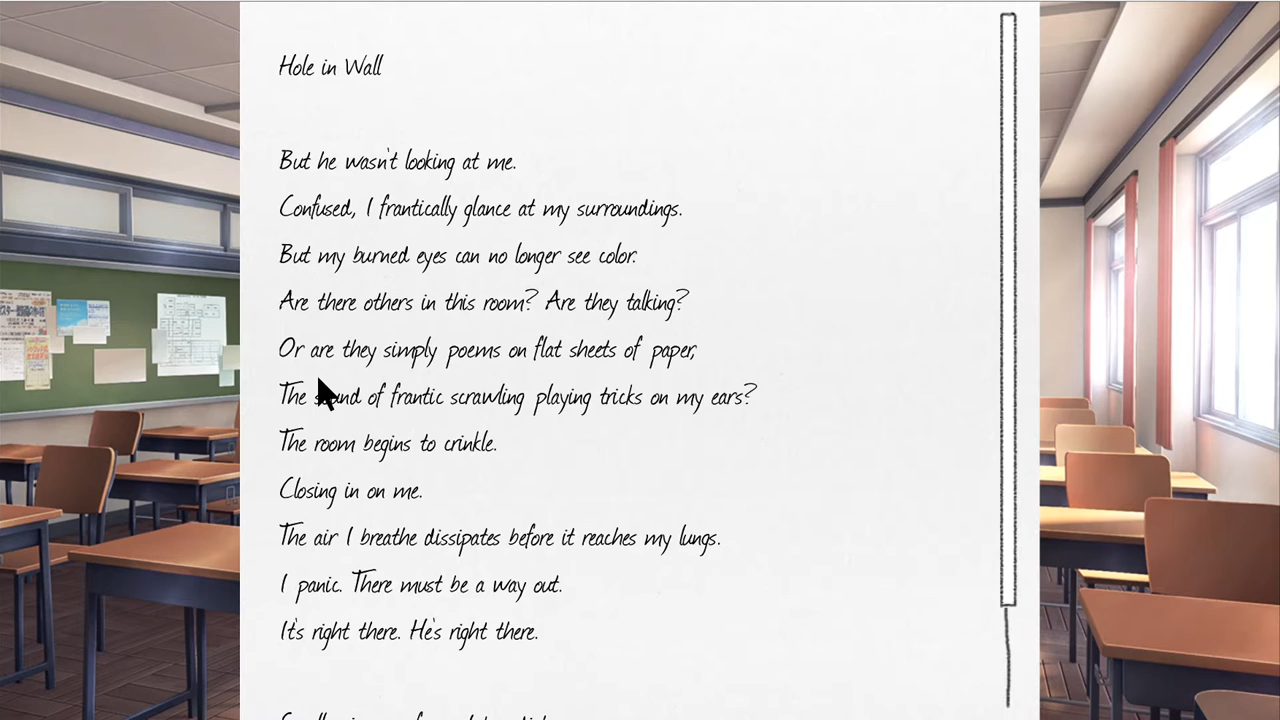 Hole in Wall
But he wasn't looking at me.
Confused, I frantically glance at my surroundings.
But my burned eyes can no longer see color.
Are there others in this room? Are they talking?
Or are they simply poems on flat sheets of paper,
The sound of frantic scrawling playing tricks on my ears?
The room begins to crinkle.
Closing in on me.
The air I breathe dissipates before it reaches my lungs.
I panic. There must be a way out.
It's right there. He's right there.